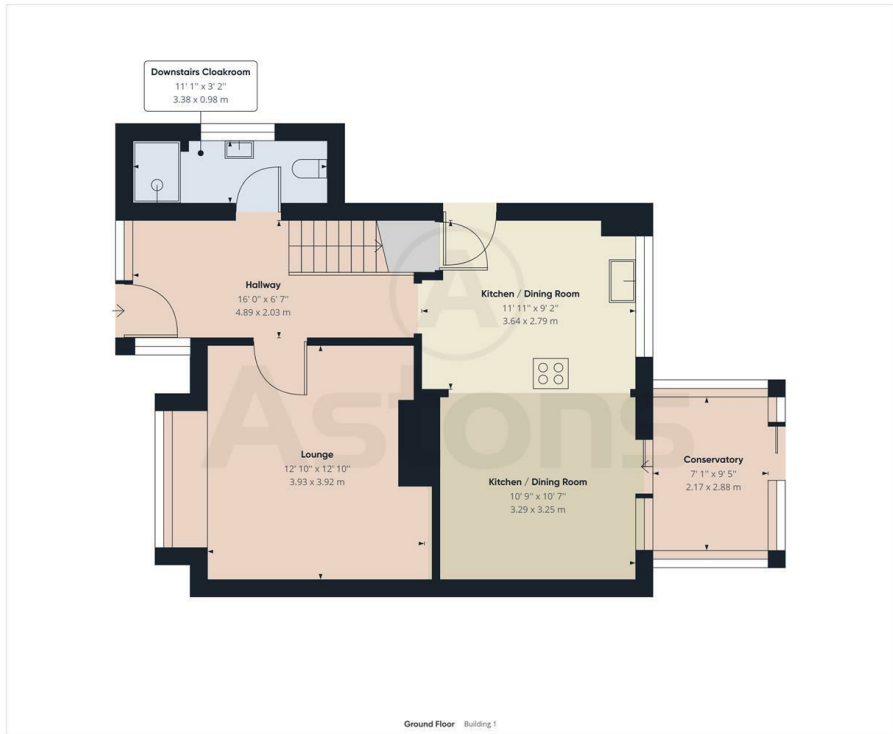 Downstairs Cloakroom
11' 1" x 3' 2"
3.38 x 0.98 m
Hallway
16' 0" x 6' 7"
4.89 x 2.03 m
Kitchen / Dining Room
11' 11" x 9' 2"
3.64 x 2.79 m
A
Astons
Lounge
12' 10" x 12' 10"
3.93 x 3.92 m
Kitchen / Dining Room
10' 9" x 10' 7"
3.29 x 3.25 m
Conservatory
7' 1" x 9' 5"
2.17 x 2.88 m
Ground Floor Building 1